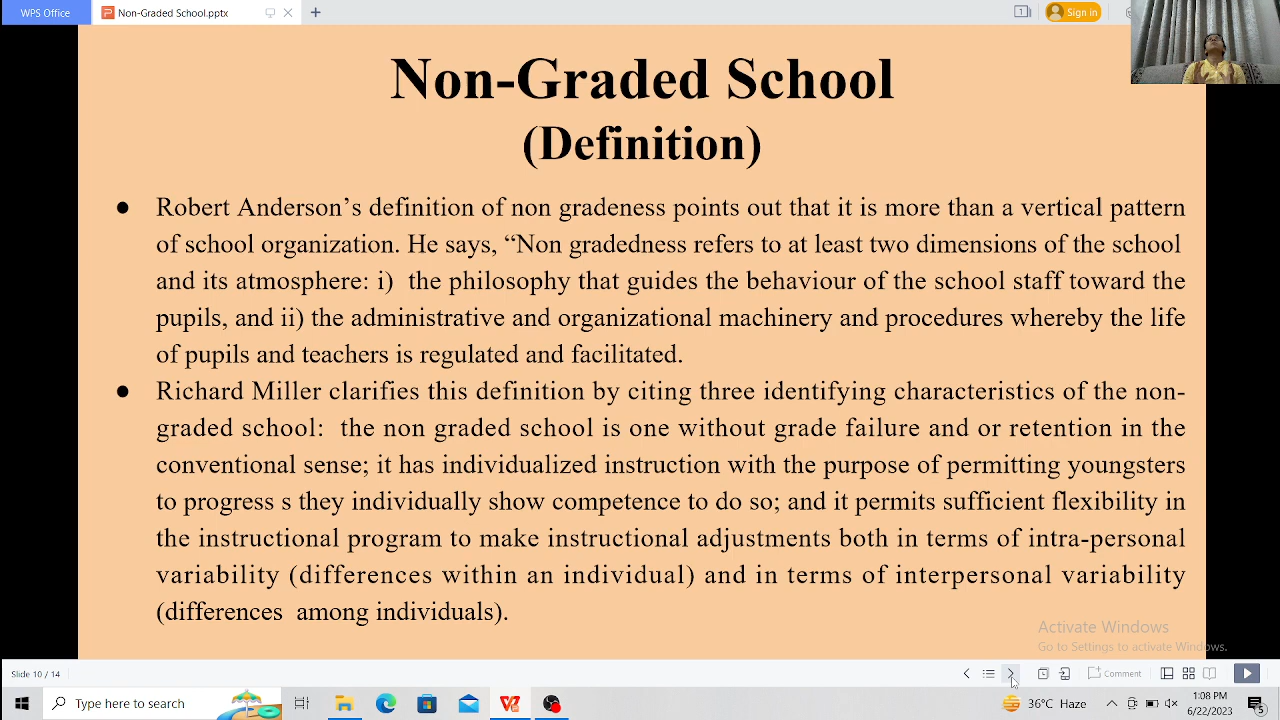 WPS Office
Non-Graded School.pptx
1
Sign in
Non-Graded School
(Definition)
● Robert Anderson’s definition of non gradeness points out that it is more than a vertical pattern
of school organization. He says, “Non gradedness refers to at least two dimensions of the school
and its atmosphere: i) the philosophy that guides the behaviour of the school staff toward the
pupils, and ii) the administrative and organizational machinery and procedures whereby the life
of pupils and teachers is regulated and facilitated.
● Richard Miller clarifies this definition by citing three identifying characteristics of the non-
graded school: the non graded school is one without grade failure and or retention in the
conventional sense; it has individualized instruction with the purpose of permitting youngsters
to progress s they individually show competence to do so; and it permits sufficient flexibility in
the instructional program to make instructional adjustments both in terms of intra-personal
variability (differences within an individual) and in terms of interpersonal variability
(differences among individuals).
Activate Windows
Go to Settings to activate Windows.
Slide 10 / 14
Comment
Type here to search
36°C Haze
1:08 PM
6/22/2023
5